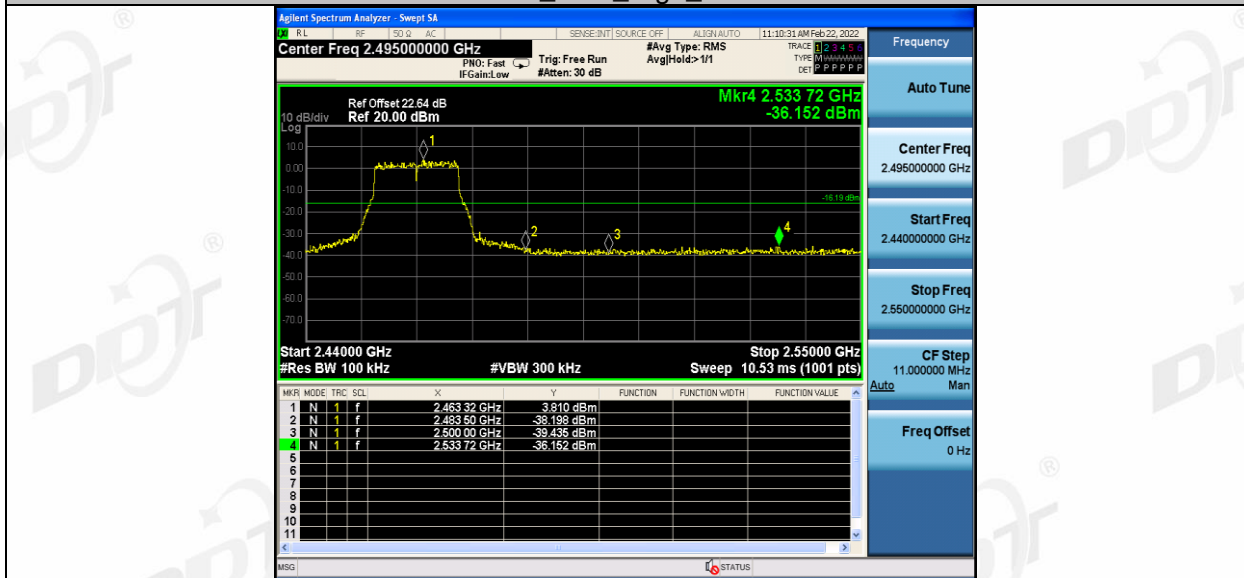 Agilent Spectrum Analyzer - Swept SA
RL RF 50 Ω AC SENSE:INT SOURCE OFF ALIGN AUTO 11:10:31 AM Feb 22, 2022
Center Freq 2.495000000 GHz
PNO: Fast
IFGain:Low
Trig: Free Run
#Atten: 30 dB
#Avg Type: RMS
Avg|Hold:>1/1
TRACE 1 2 3 4 5 6
TYPE M
DET P P P P P P
Ref Offset 22.64 dB
Ref 20.00 dBm
10 dB/div
Log
Mkr4 2.533 72 GHz
-36.152 dBm
10.0
0.00
-10.0
-20.0
-30.0
-40.0
-50.0
-60.0
-70.0
1
2
3
4
-16.19 dBm
Start 2.44000 GHz Stop 2.55000 GHz
#Res BW 100 kHz #VBW 300 kHz Sweep 10.53 ms (1001 pts)
MKR MODE TRC SCL X Y FUNCTION FUNCTION WIDTH FUNCTION VALUE
1 N 1 f 2.463 32 GHz 3.810 dBm
2 N 1 f 2.483 50 GHz -38.198 dBm
3 N 1 f 2.500 00 GHz -39.435 dBm
4 N 1 f 2.533 72 GHz -36.152 dBm
5
6
7
8
9
10
11
MSG STATUS
Frequency
Auto Tune
Center Freq
2.495000000 GHz
Start Freq
2.440000000 GHz
Stop Freq
2.550000000 GHz
CF Step
11.000000 MHz
Auto Man
Freq Offset
0 Hz
DDT
®